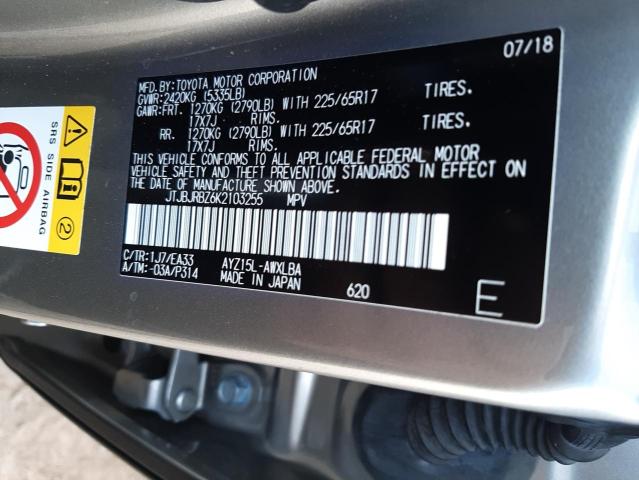 07/18
MFD.BY:TOYOTA MOTOR CORPORATION
GVWR:2420KG (5335LB)
GAWR:FRT. 1270KG (2790LB) WITH 225/65R17 TIRES.
17X7J RIMS.
RR. 1270KG (2790LB) WITH 225/65R17 TIRES.
17X7J RIMS.
THIS VEHICLE CONFORMS TO ALL APPLICABLE FEDERAL MOTOR
VEHICLE SAFETY AND THEFT PREVENTION STANDARDS IN EFFECT ON
THE DATE OF MANUFACTURE SHOWN ABOVE.
JTJBJRBZ6K2103255 MPV
C/TR:1J7/EA33 AYZ15L-AWXLBA
A/TM:-03A/P314 MADE IN JAPAN 620 E
SRS SIDE AIRBAG
2